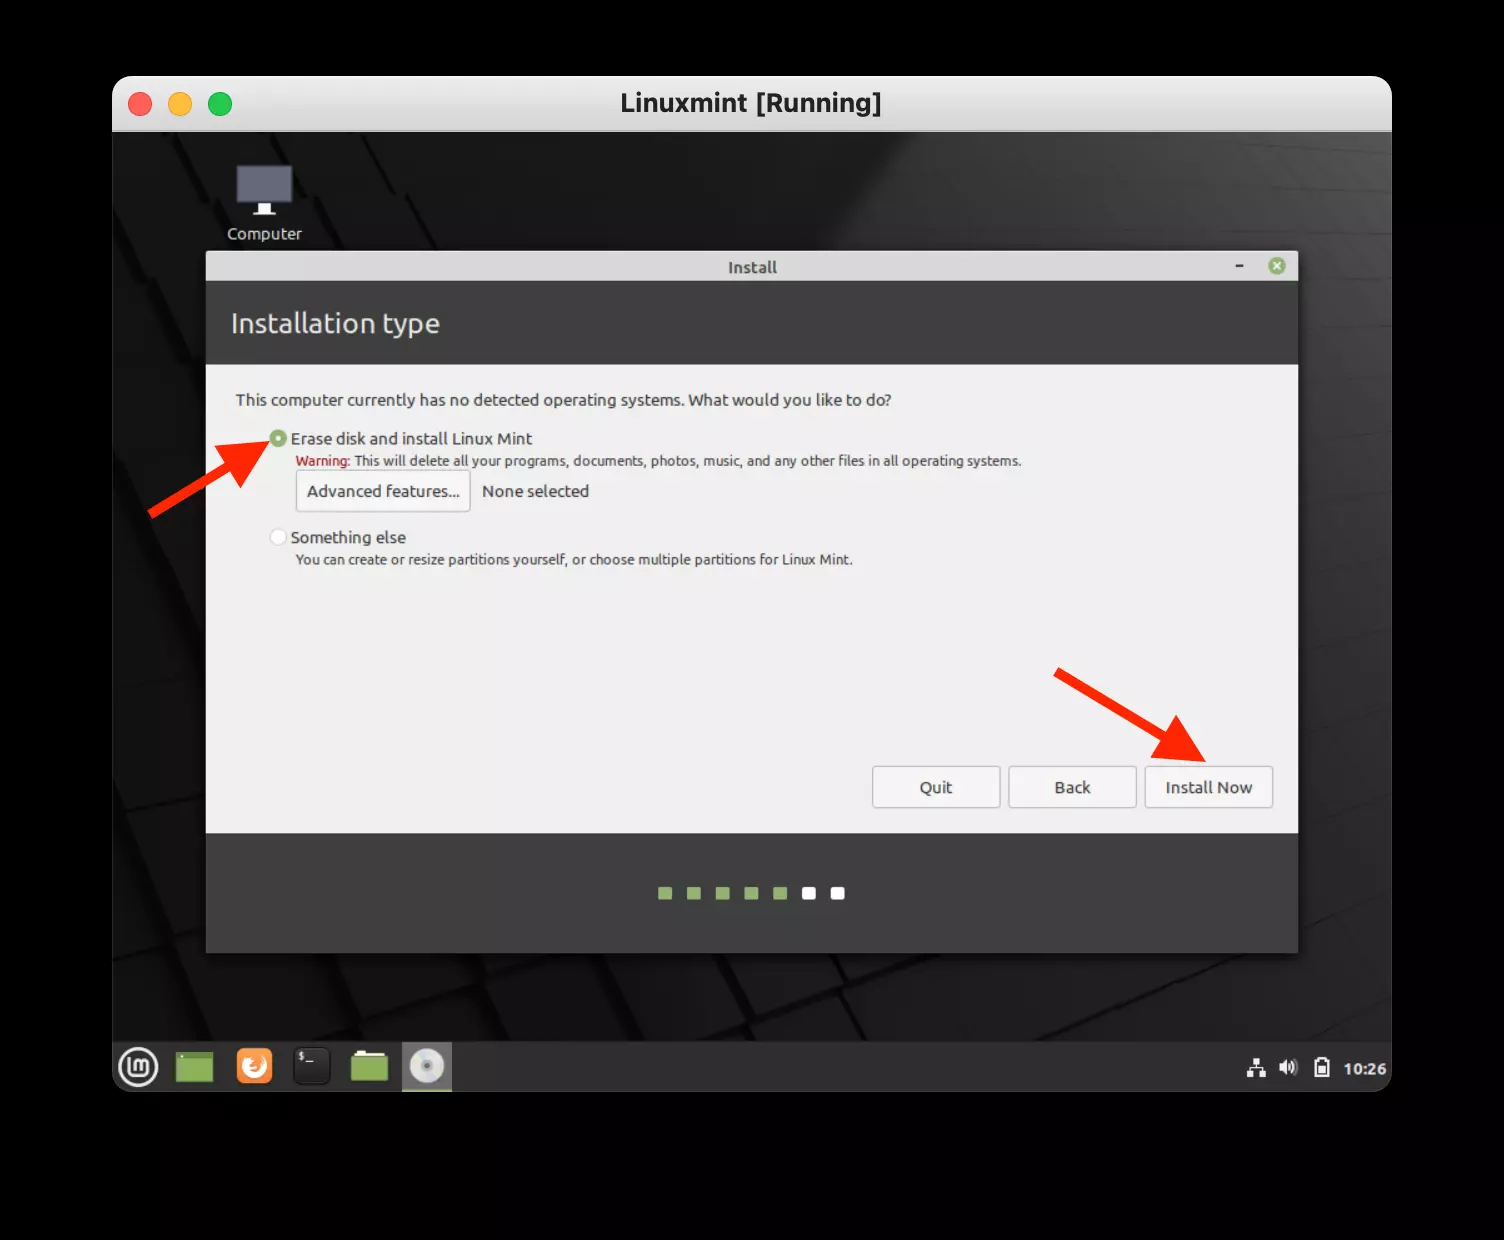 Linuxmint [Running]
Computer
Install
Installation type
This computer currently has no detected operating systems. What would you like to do?
Erase disk and install Linux Mint
Warning: This will delete all your programs, documents, photos, music, and any other files in all operating systems.
Advanced features... None selected
Something else
You can create or resize partitions yourself, or choose multiple partitions for Linux Mint.
Quit Back Install Now
$_ 10:26